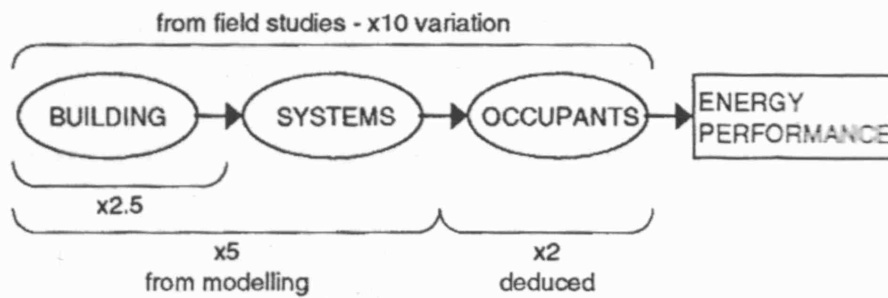 from field studies - x10 variation
BUILDING
SYSTEMS
OCCUPANTS
ENERGY
PERFORMANCE
x2.5
x5
x2
from modelling
deduced